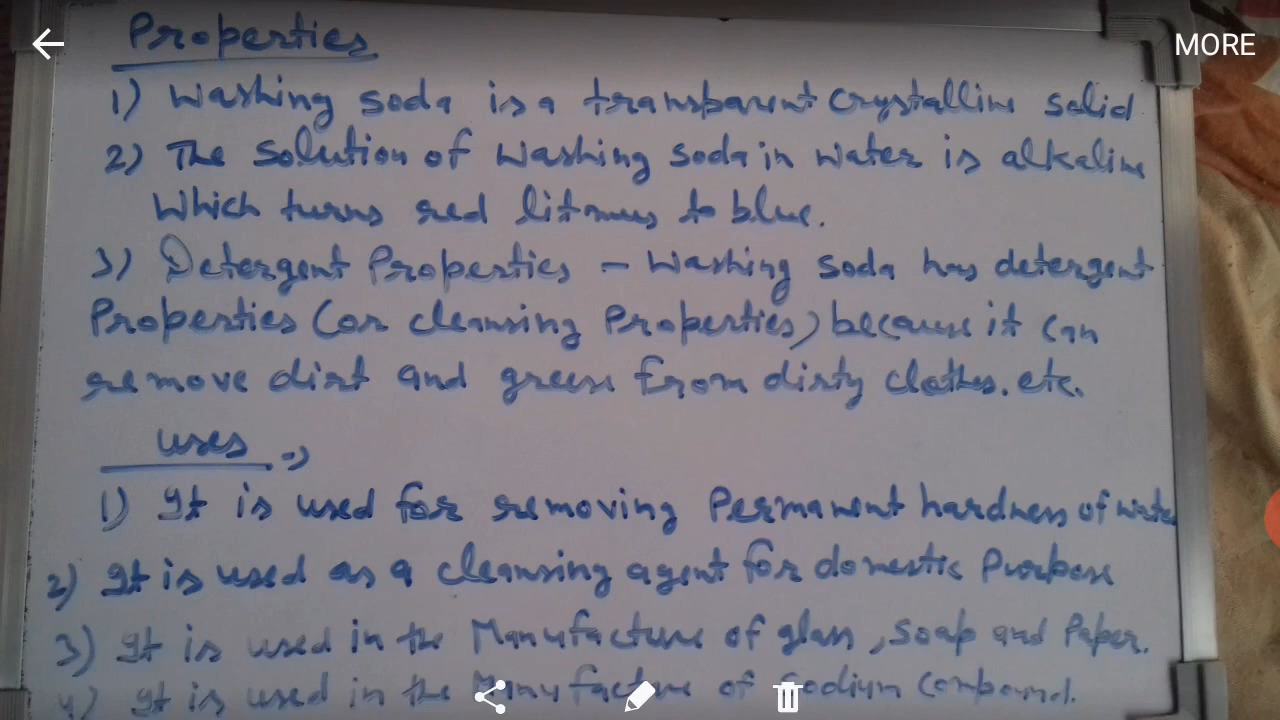 MORE
Properties
1) Washing soda is a transparent crystalline solid
2) The solution of washing soda in water is alkaline
which turns red litmus to blue.
3) Detergent Properties - Washing soda has detergent
Properties (or cleansing Properties) because it can
remove dirt and grease from dirty clothes. etc.
uses :-)
1) It is used for removing Permanent hardness of water
2) It is used as a cleansing agent for domestic Purpose
3) It is used in the Manufacture of glass, soap and Paper.
4) It is used in the Manufacture of Sodium Compound.